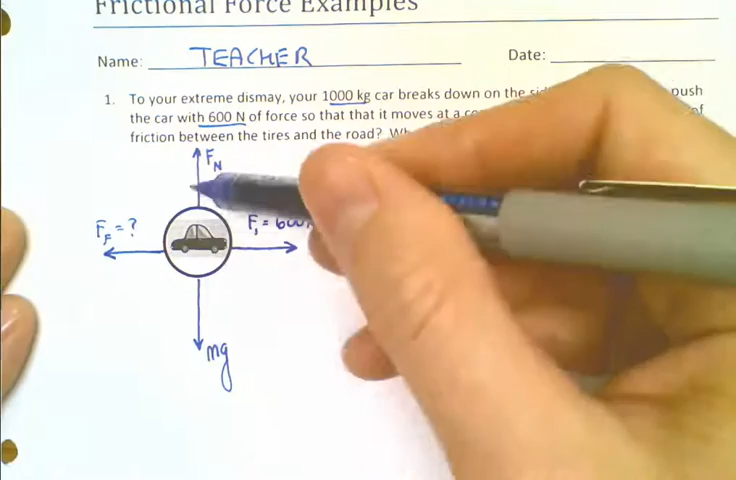 Frictional Force Examples
Name: TEACHER Date:
1. To your extreme dismay, your 1000 kg car breaks down on the push
the car with 600 N of force so that that it moves at a of
friction between the tires and the road?
F_N
F_F = ? F_1 = 600
mg